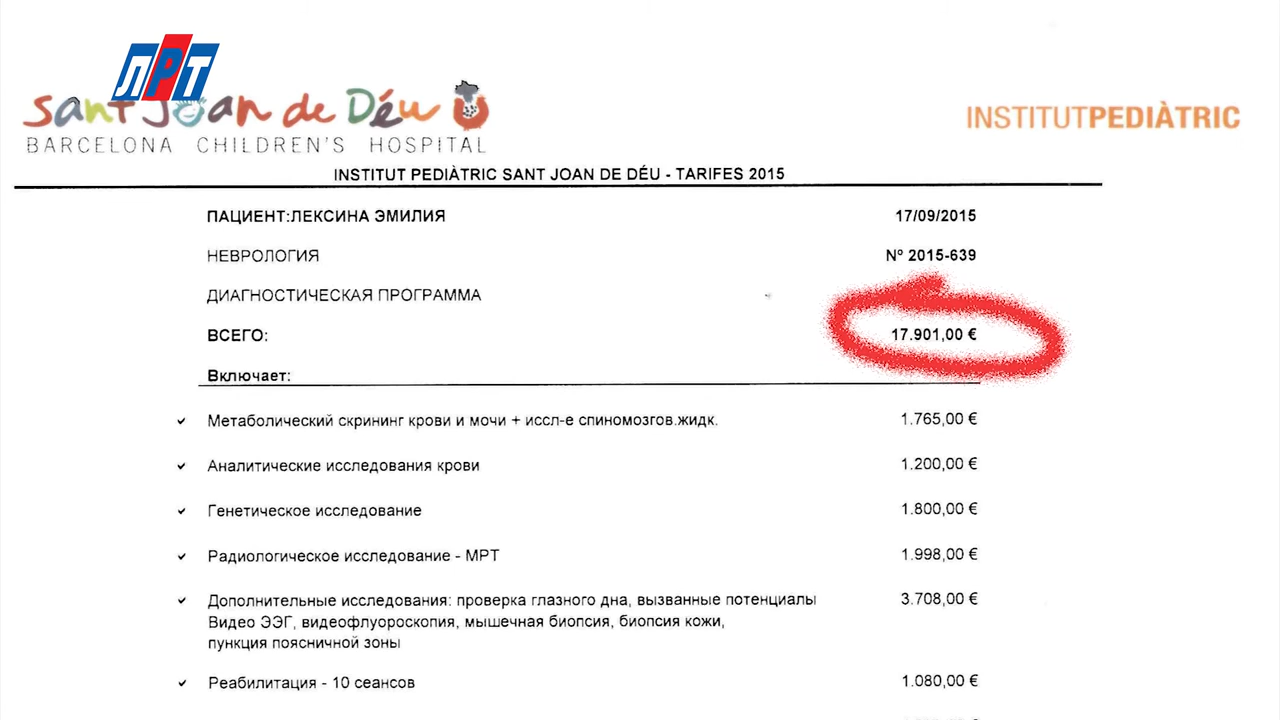 ЛРТ
Sant Joan de Déu
BARCELONA CHILDREN'S HOSPITAL
INSTITUTPEDIÀTRIC
INSTITUT PEDIÀTRIC SANT JOAN DE DÉU - TARIFES 2015
ПАЦИЕНТ:ЛЕКСИНА ЭМИЛИЯ 17/09/2015
НЕВРОЛОГИЯ Nº 2015-639
ДИАГНОСТИЧЕСКАЯ ПРОГРАММА
ВСЕГО: 17.901,00 €
Включает:
Метаболический скрининг крови и мочи + иссл-е спиномозгов.жидк. 1.765,00 €
Аналитические исследования крови 1.200,00 €
Генетическое исследование 1.800,00 €
Радиологическое исследование - МРТ 1.998,00 €
Дополнительные исследования: проверка глазного дна, вызванные потенциалы 3.708,00 €
Видео ЭЭГ, видеофлуороскопия, мышечная биопсия, биопсия кожи,
пункция поясничной зоны
Реабилитация - 10 сеансов 1.080,00 €